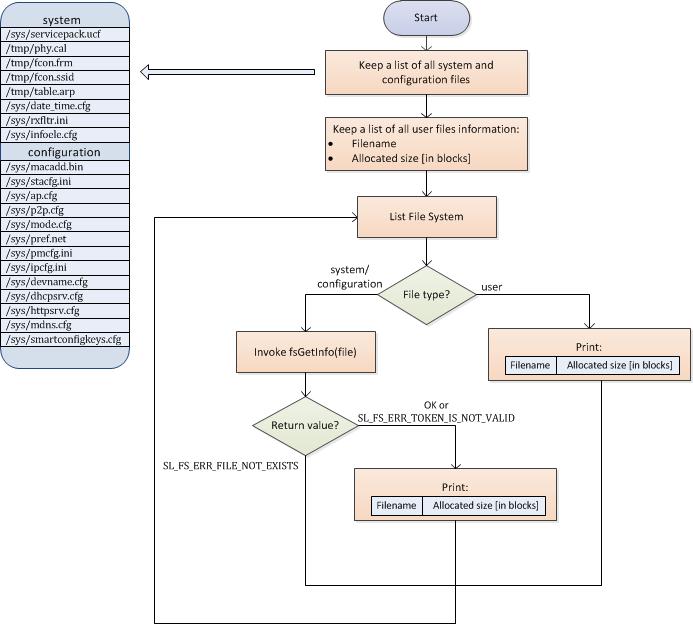 system
/sys/servicepack.ucf
/tmp/phy.cal
/tmp/fcon.frm
/tmp/fcon.ssid
/tmp/table.arp
/sys/date_time.cfg
/sys/rxfltr.ini
/sys/infoele.cfg
configuration
/sys/macadd.bin
/sys/stacfg.ini
/sys/ap.cfg
/sys/p2p.cfg
/sys/mode.cfg
/sys/pref.net
/sys/pmcfg.ini
/sys/ipcfg.ini
/sys/devname.cfg
/sys/dhcpsrv.cfg
/sys/httpsrv.cfg
/sys/mdns.cfg
/sys/smartconfigkeys.cfg
Start
Keep a list of all system and
configuration files
Keep a list of all user files information:
• Filename
• Allocated size [in blocks]
List File System
system/
configuration
File type?
user
Invoke fsGetInfo(file)
Print:
Filename Allocated size [in blocks]
Return value?
OK or
SL_FS_ERR_TOKEN_IS_NOT_VALID
SL_FS_ERR_FILE_NOT_EXISTS
Print:
Filename Allocated size [in blocks]